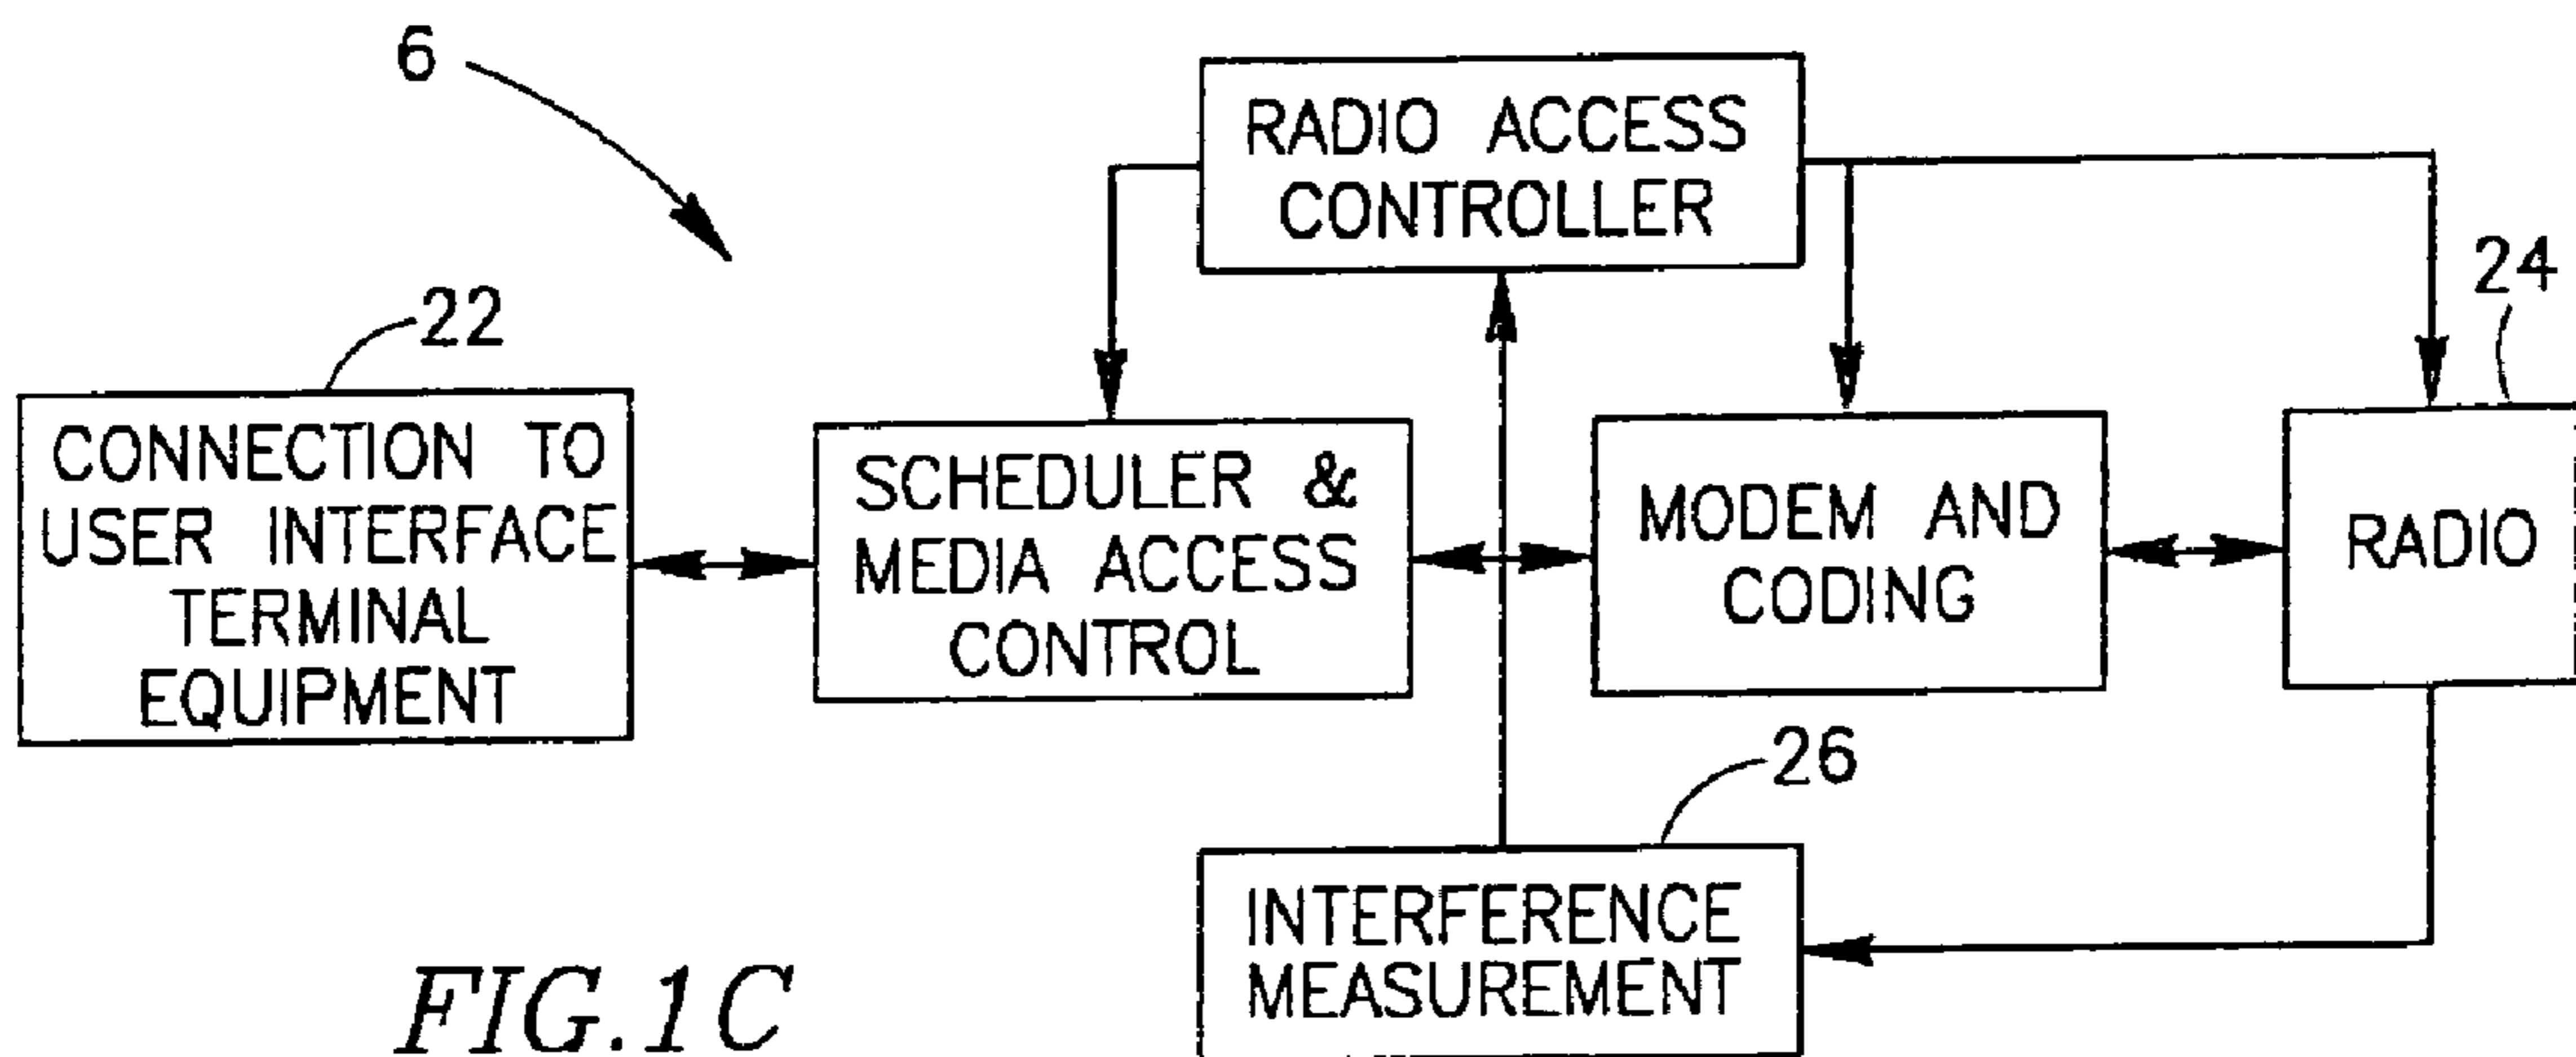 6
RADIO ACCESS
CONTROLLER
24
22
CONNECTION TO
USER INTERFACE
TERMINAL
EQUIPMENT
SCHEDULER &
MEDIA ACCESS
CONTROL
MODEM AND
CODING
RADIO
26
INTERFERENCE
MEASUREMENT
FIG.1C